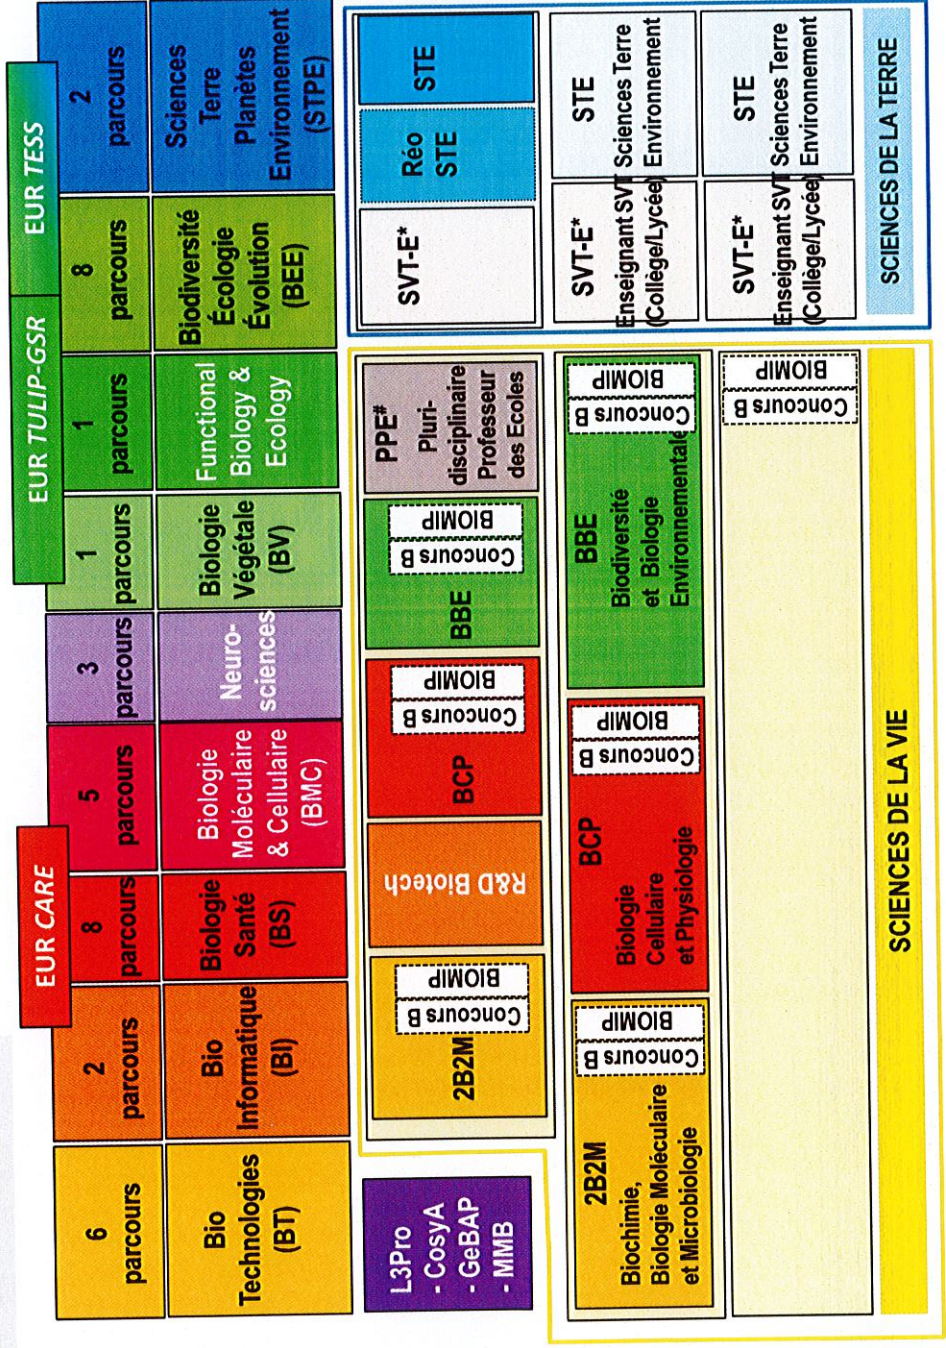 EUR CARE
EUR TULIP-GSR
EUR TESS
6
parcours
2
parcours
8
parcours
5
parcours
3
parcours
1
parcours
1
parcours
8
parcours
2
parcours
Bio
Technologies
(BT)
Bio
Informatique
(BI)
Biologie
Santé
(BS)
Biologie
Moléculaire
& Cellulaire
(BMC)
Neuro-
sciences
Biologie
Végétale
(BV)
Functional
Biology &
Ecology
Biodiversité
Écologie
Évolution
(BEE)
Sciences
Terre
Planètes
Environnement
(STPE)
L3Pro
- CosyA
- GeBAP
- MMB
2B2M
Concours B
BIOMIP
R&D Biotech
BCP
Concours B
BIOMIP
BBE
Concours B
BIOMIP
PPE#
Pluri-
disciplinaire
Professeur
des Ecoles
SVT-E*
Réo
STE
STE
2B2M
Biochimie,
Biologie Moléculaire
et Microbiologie
Concours B
BIOMIP
BCP
Biologie
Cellulaire
et Physiologie
Concours B
BIOMIP
BBE
Biodiversité
et Biologie
Environnementale
Concours B
BIOMIP
SVT-E*
Enseignant SVT
(Collège/Lycée)
STE
Sciences Terre
Environnement
Concours B
BIOMIP
SVT-E*
Enseignant SVT
(Collège/Lycée)
STE
Sciences Terre
Environnement
SCIENCES DE LA VIE
SCIENCES DE LA TERRE